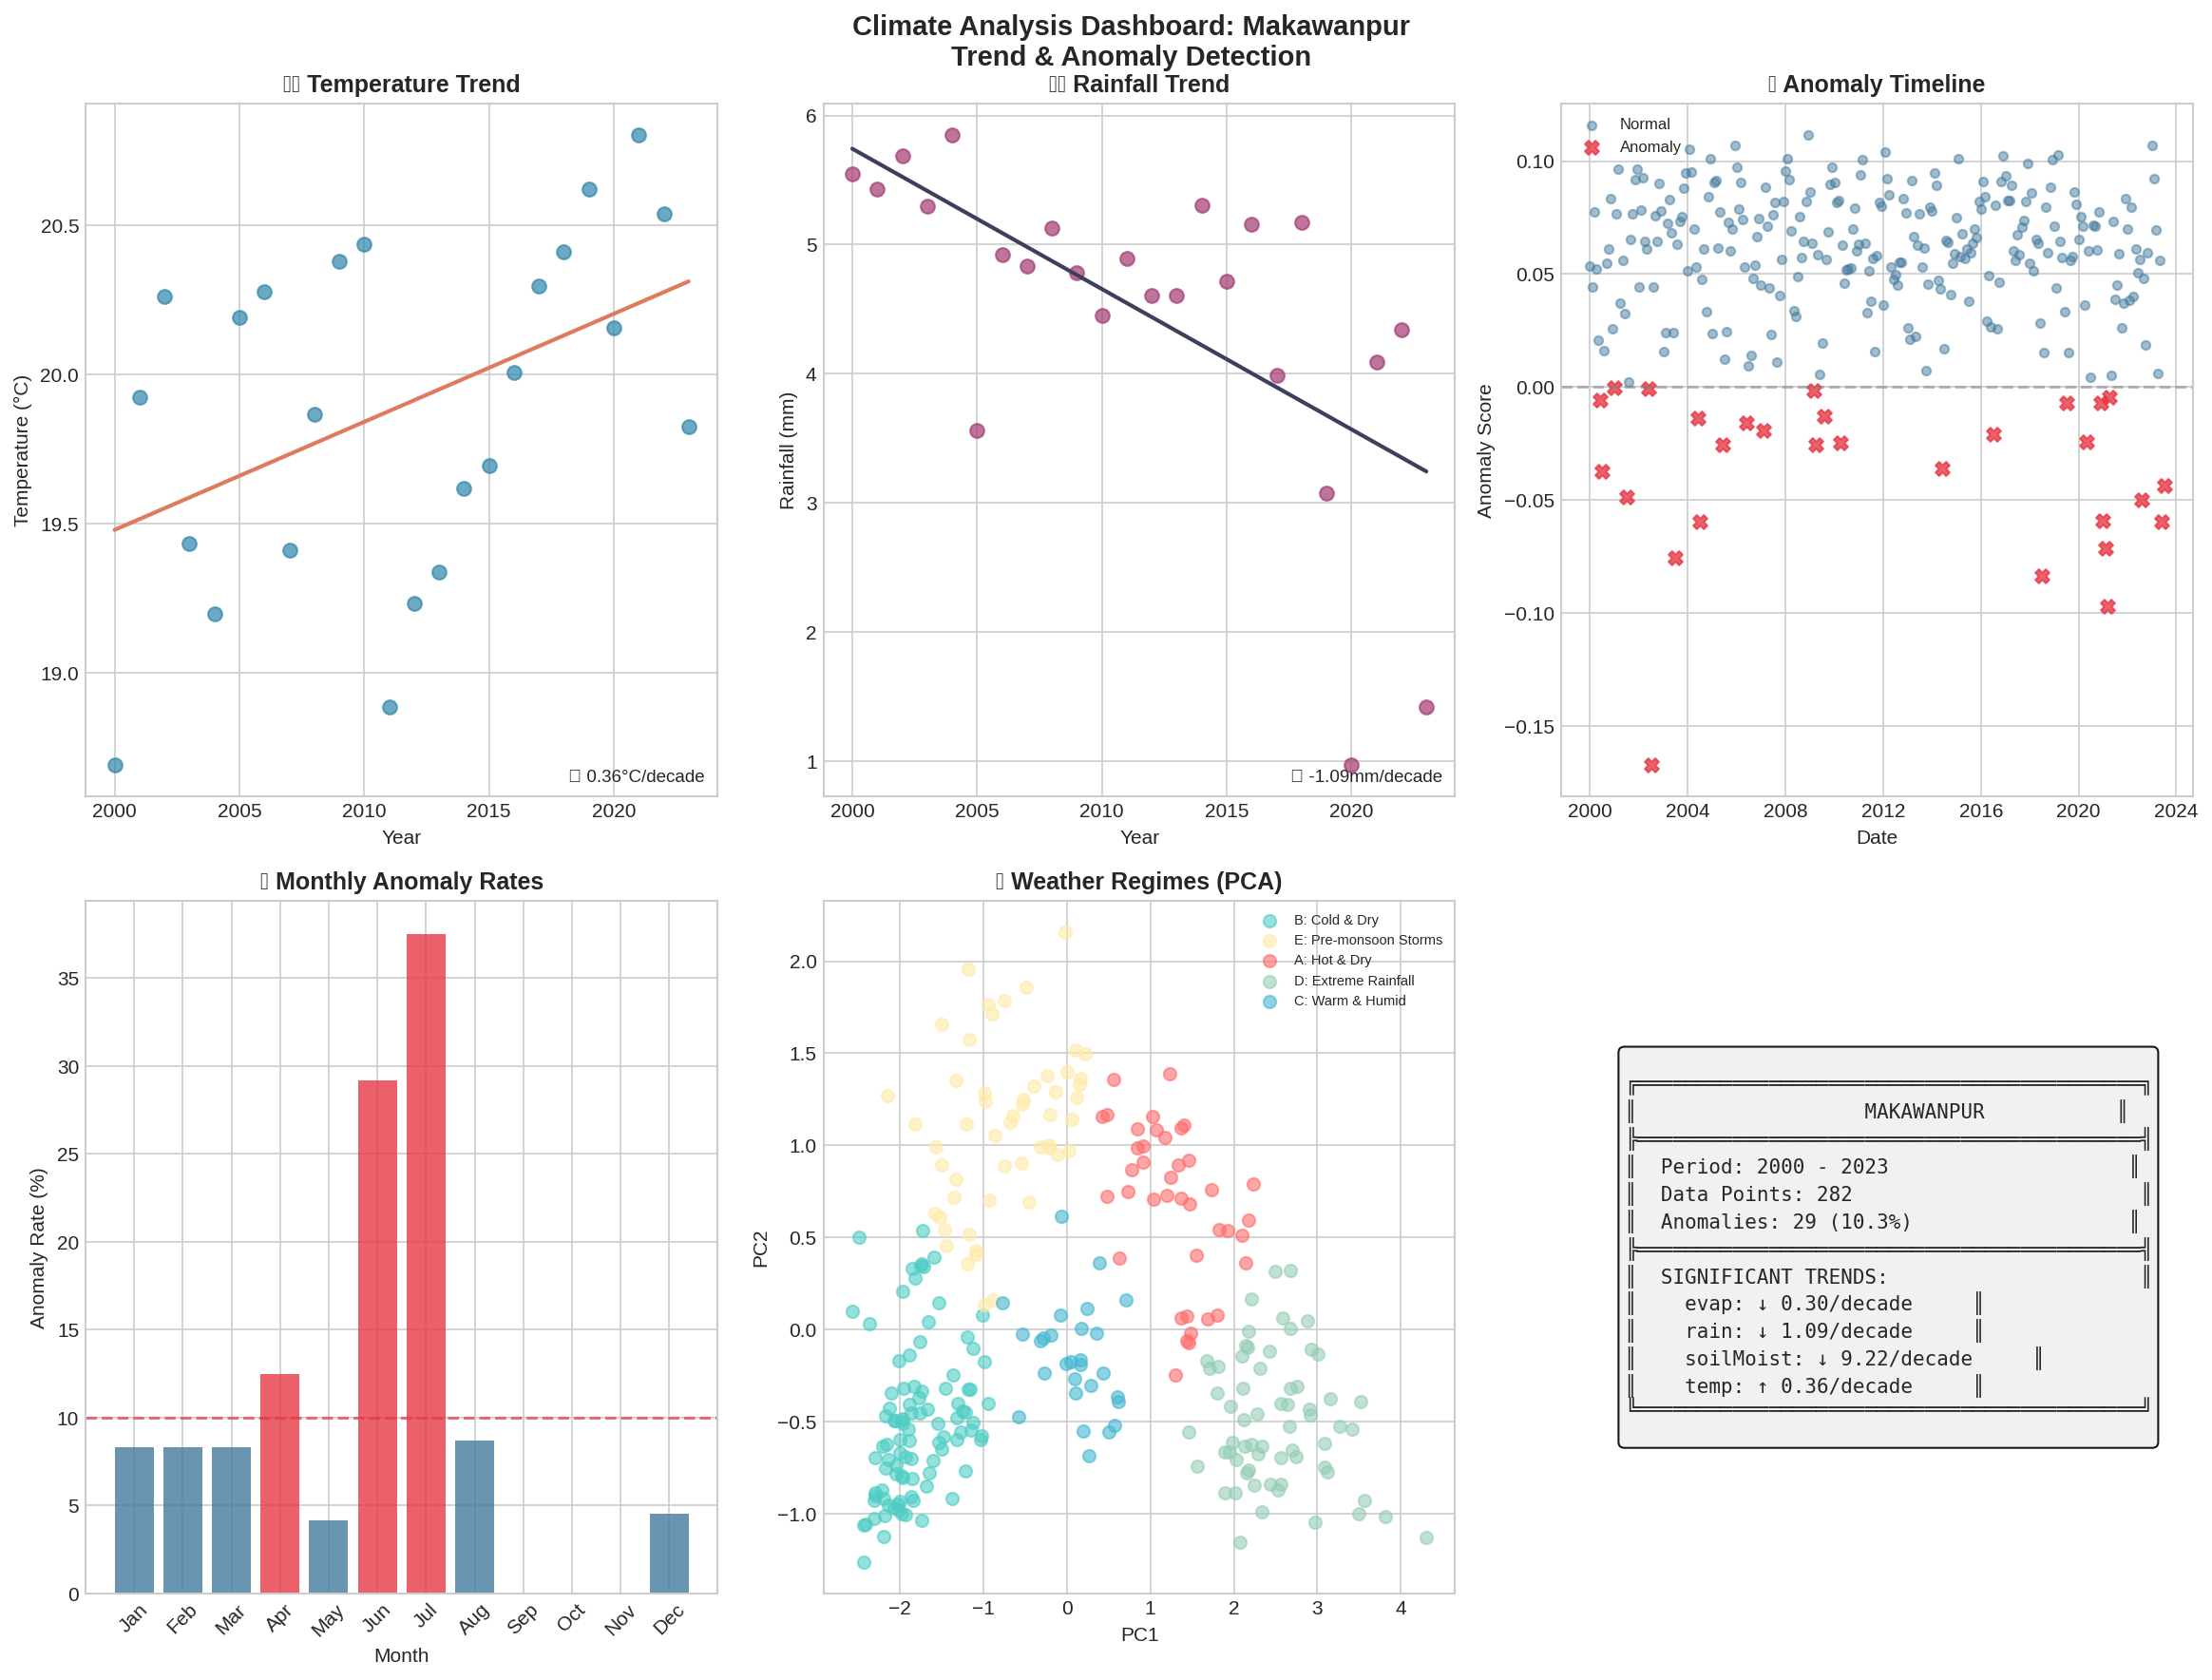 Climate Analysis Dashboard: Makawanpur
Trend & Anomaly Detection
Temperature Trend
20.5
20.0
19.5
19.0
Temperature (°C)
0.36°C/decade
2000 2005 2010 2015 2020
Year
Rainfall Trend
6
5
4
3
2
1
Rainfall (mm)
-1.09mm/decade
2000 2005 2010 2015 2020
Year
Anomaly Timeline
Normal
Anomaly
0.10
0.05
0.00
−0.05
−0.10
−0.15
Anomaly Score
2000 2004 2008 2012 2016 2020 2024
Date
Monthly Anomaly Rates
35
30
25
20
15
10
5
0
Anomaly Rate (%)
Jan Feb Mar Apr May Jun Jul Aug Sep Oct Nov Dec
Month
Weather Regimes (PCA)
B: Cold & Dry
E: Pre-monsoon Storms
A: Hot & Dry
D: Extreme Rainfall
C: Warm & Humid
2.0
1.5
1.0
0.5
0.0
−0.5
−1.0
PC2
−2 −1 0 1 2 3 4
PC1
MAKAWANPUR
Period: 2000 - 2023
Data Points: 282
Anomalies: 29 (10.3%)
SIGNIFICANT TRENDS:
evap: ↓ 0.30/decade
rain: ↓ 1.09/decade
soilMoist: ↓ 9.22/decade
temp: ↑ 0.36/decade